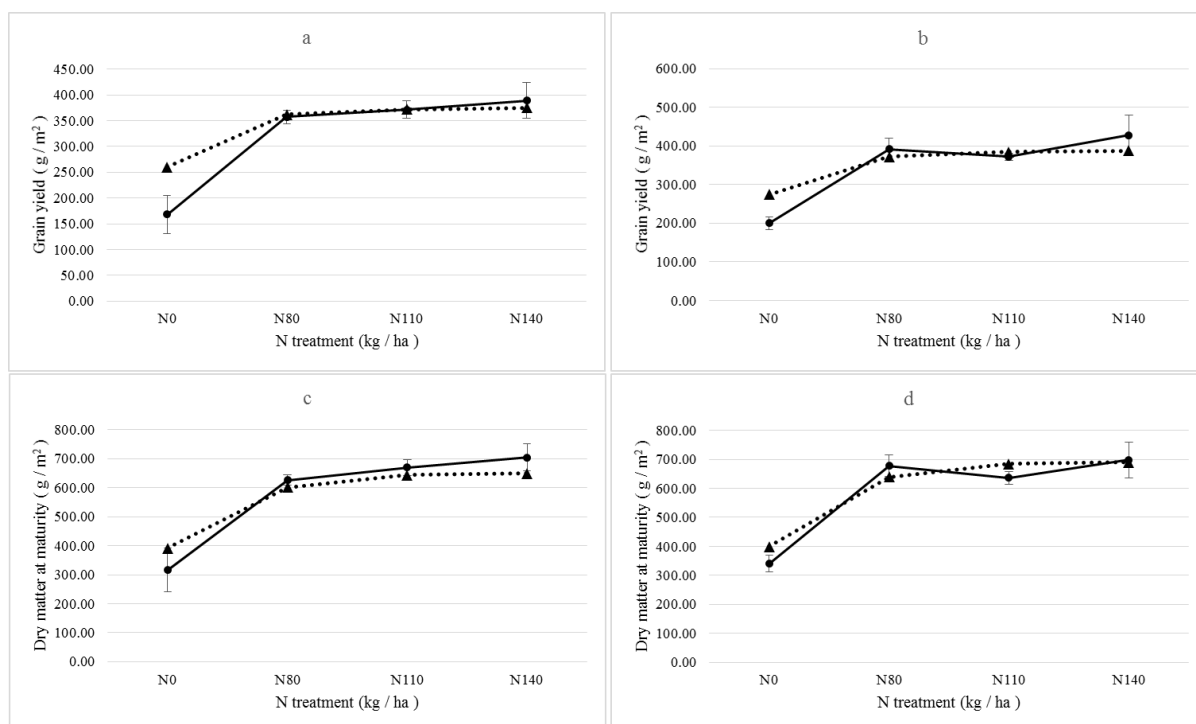 a
450.00
400.00
350.00
300.00
250.00
200.00
150.00
100.00
50.00
0.00
Grain yield ( g / m² )
N0 N80 N110 N140
N treatment (kg / ha )
b
600.00
500.00
400.00
300.00
200.00
100.00
0.00
Grain yield ( g / m² )
N0 N80 N110 N140
N treatment (kg / ha )
c
800.00
700.00
600.00
500.00
400.00
300.00
200.00
100.00
0.00
Dry matter at maturity ( g / m² )
N0 N80 N110 N140
N treatment (kg / ha )
d
800.00
700.00
600.00
500.00
400.00
300.00
200.00
100.00
0.00
Dry matter at maturity ( g / m² )
N0 N80 N110 N140
N treatment (kg / ha )